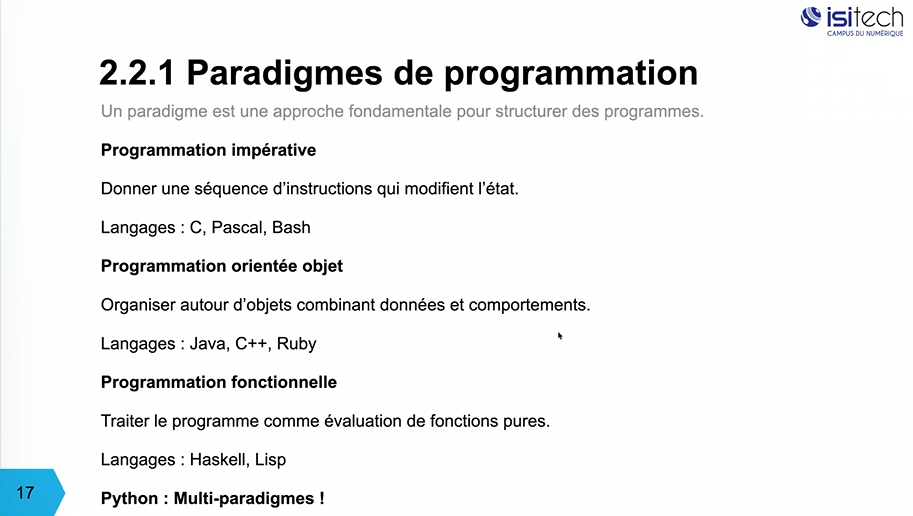 isitech
CAMPUS DU NUMÉRIQUE
2.2.1 Paradigmes de programmation
Un paradigme est une approche fondamentale pour structurer des programmes.
Programmation impérative
Donner une séquence d’instructions qui modifient l’état.
Langages : C, Pascal, Bash
Programmation orientée objet
Organiser autour d’objets combinant données et comportements.
Langages : Java, C++, Ruby
Programmation fonctionnelle
Traiter le programme comme évaluation de fonctions pures.
Langages : Haskell, Lisp
Python : Multi-paradigmes !
17